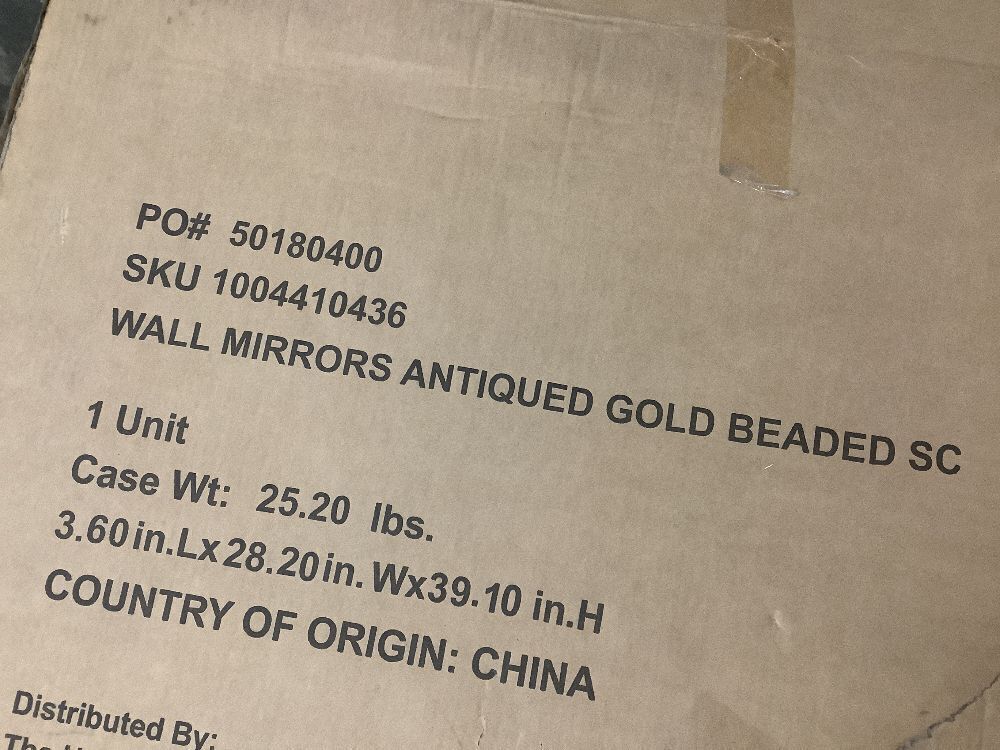 PO# 50180400
SKU 1004410436
WALL MIRRORS ANTIQUED GOLD BEADED SC
1 Unit
Case Wt: 25.20 lbs.
3.60in.Lx28.20in.Wx39.10 in.H
COUNTRY OF ORIGIN: CHINA
Distributed By:
The